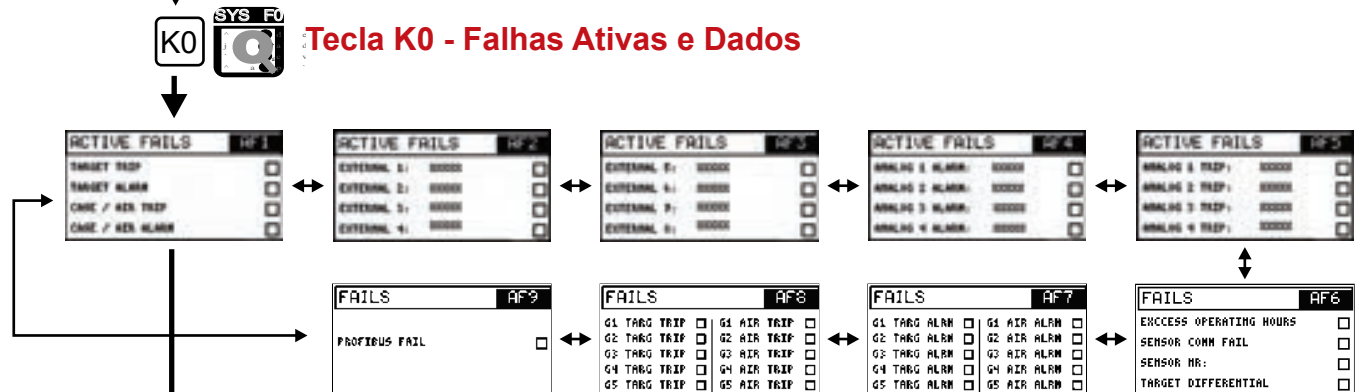 SYS F0
K0
Tecla K0 - Falhas Ativas e Dados
ACTIVE FAILS AF1
TARGET TRIP
TARGET ALARM
CASE / AIR TRIP
CASE / AIR ALARM
ACTIVE FAILS AF2
EXTERNAL 1:
EXTERNAL 2:
EXTERNAL 3:
EXTERNAL 4:
ACTIVE FAILS AF3
EXTERNAL 5:
EXTERNAL 6:
EXTERNAL 7:
EXTERNAL 8:
ACTIVE FAILS AF4
ANALOG 1 ALARM:
ANALOG 2 ALARM:
ANALOG 3 ALARM:
ANALOG 4 ALARM:
ACTIVE FAILS AF5
ANALOG 1 TRIP:
ANALOG 2 TRIP:
ANALOG 3 TRIP:
ANALOG 4 TRIP:
FAILS AF9
PROFIBUS FAIL
FAILS AF8
G1 TARG TRIP G1 AIR TRIP
G2 TARG TRIP G2 AIR TRIP
G3 TARG TRIP G3 AIR TRIP
G4 TARG TRIP G4 AIR TRIP
G5 TARG TRIP G5 AIR TRIP
FAILS AF7
G1 TARG ALRM G1 AIR ALRM
G2 TARG ALRM G2 AIR ALRM
G3 TARG ALRM G3 AIR ALRM
G4 TARG ALRM G4 AIR ALRM
G5 TARG ALRM G5 AIR ALRM
FAILS AF6
EXCCESS OPERATING HOURS
SENSOR COMM FAIL
SENSOR NR:
TARGET DIFFERENTIAL